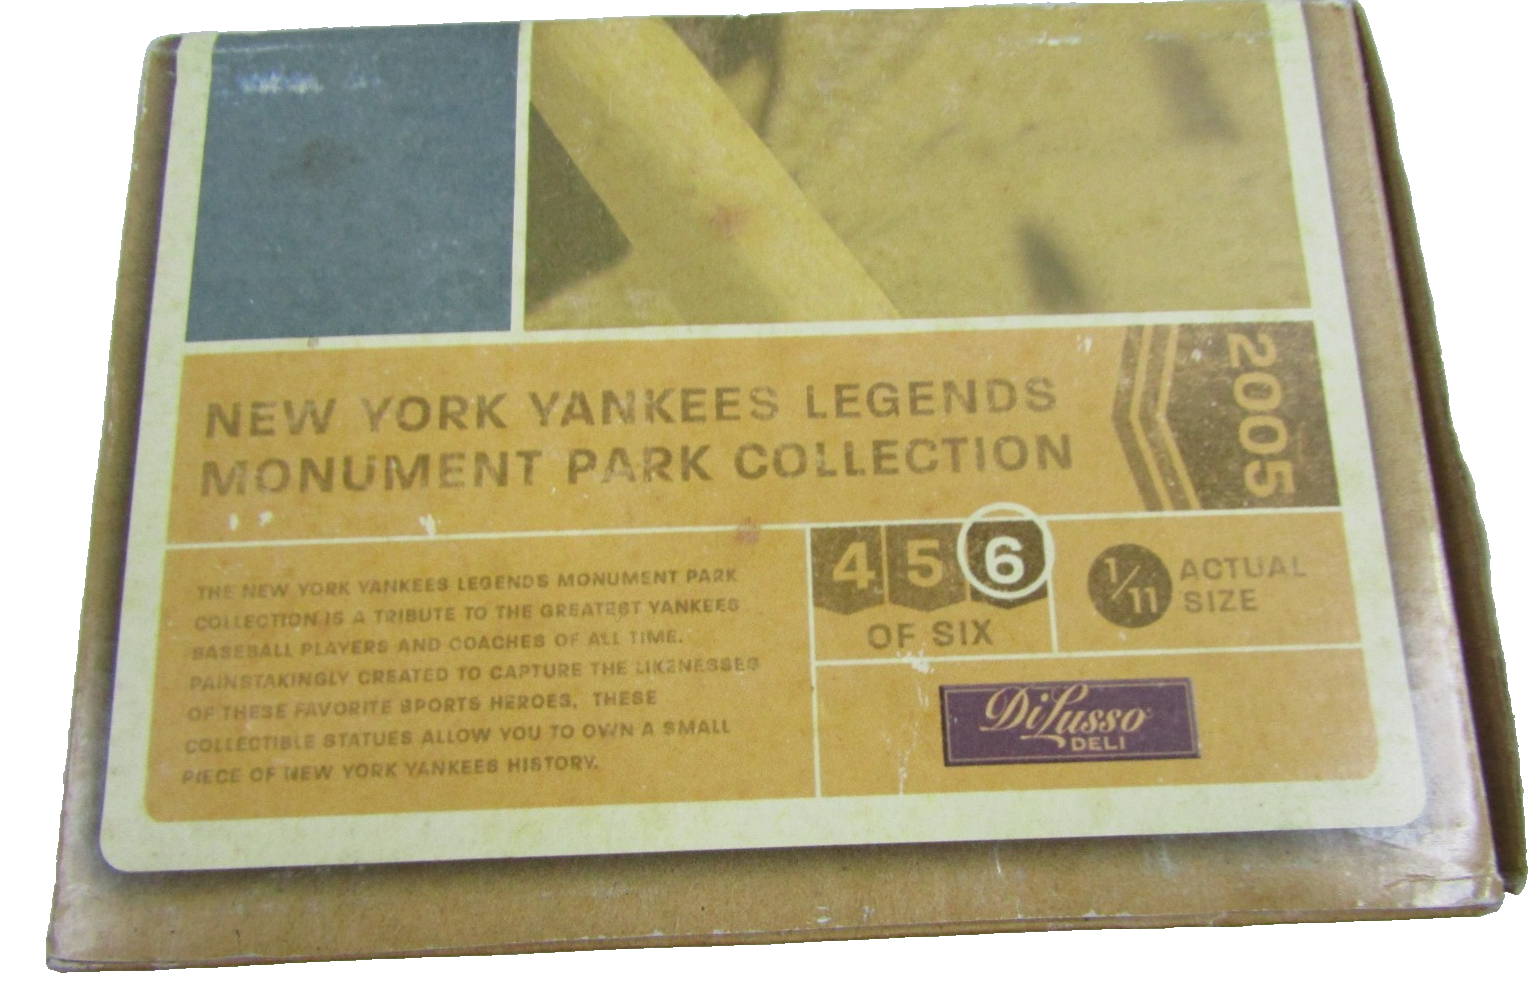 NEW YORK YANKEES LEGENDS
MONUMENT PARK COLLECTION
2005
THE NEW YORK YANKEES LEGENDS MONUMENT PARK
COLLECTION IS A TRIBUTE TO THE GREATEST YANKEES
BASEBALL PLAYERS AND COACHES OF ALL TIME.
PAINSTAKINGLY CREATED TO CAPTURE THE LIKENESSES
OF THESE FAVORITE SPORTS HEROES, THESE
COLLECTIBLE STATUES ALLOW YOU TO OWN A SMALL
PIECE OF NEW YORK YANKEES HISTORY.
4 5 6
OF SIX
1/11 ACTUAL
SIZE
DiLusso
DELI